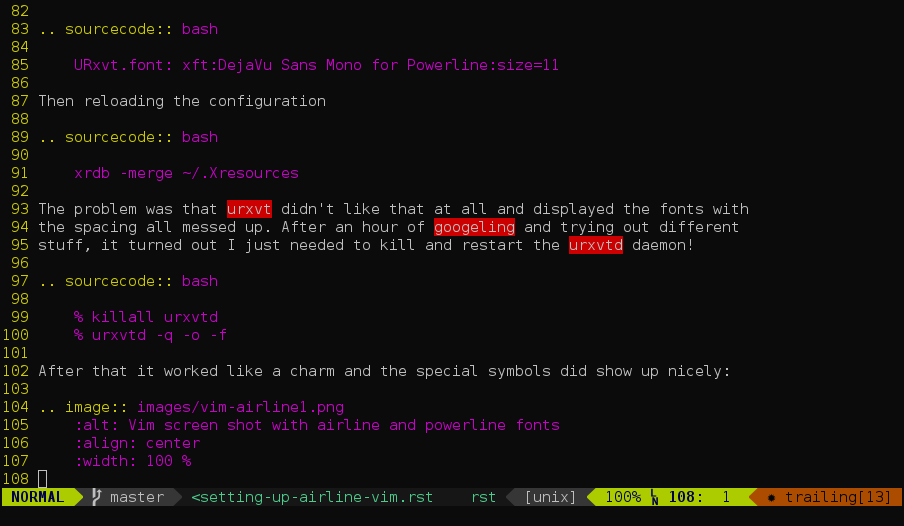 82
83 .. sourcecode:: bash
84
85     URxvt.font: xft:DejaVu Sans Mono for Powerline:size=11
86
87 Then reloading the configuration
88
89 .. sourcecode:: bash
90
91     xrdb -merge ~/.Xresources
92
93 The problem was that urxvt didn't like that at all and displayed the fonts with
94 the spacing all messed up. After an hour of googeling and trying out different
95 stuff, it turned out I just needed to kill and restart the urxvtd daemon!
96
97 .. sourcecode:: bash
98
99     % killall urxvtd
100     % urxvtd -q -o -f
101
102 After that it worked like a charm and the special symbols did show up nicely:
103
104 .. image:: images/vim-airline1.png
105     :alt: Vim screen shot with airline and powerline fonts
106     :align: center
107     :width: 100 %
108
NORMAL master <setting-up-airline-vim.rst rst [unix] 100% LN 108: 1 trailing[13]